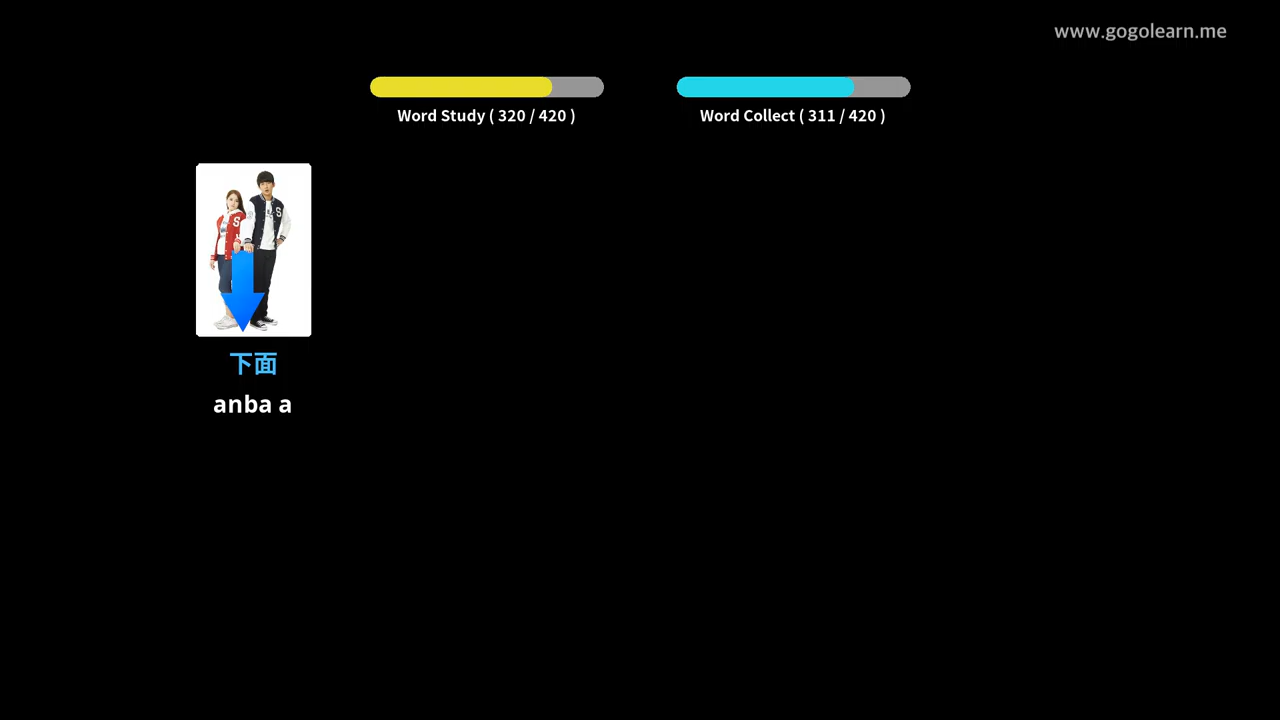 www.gogolearn.me
Word Study ( 320 / 420 )
Word Collect ( 311 / 420 )
S
S
下面
anba a